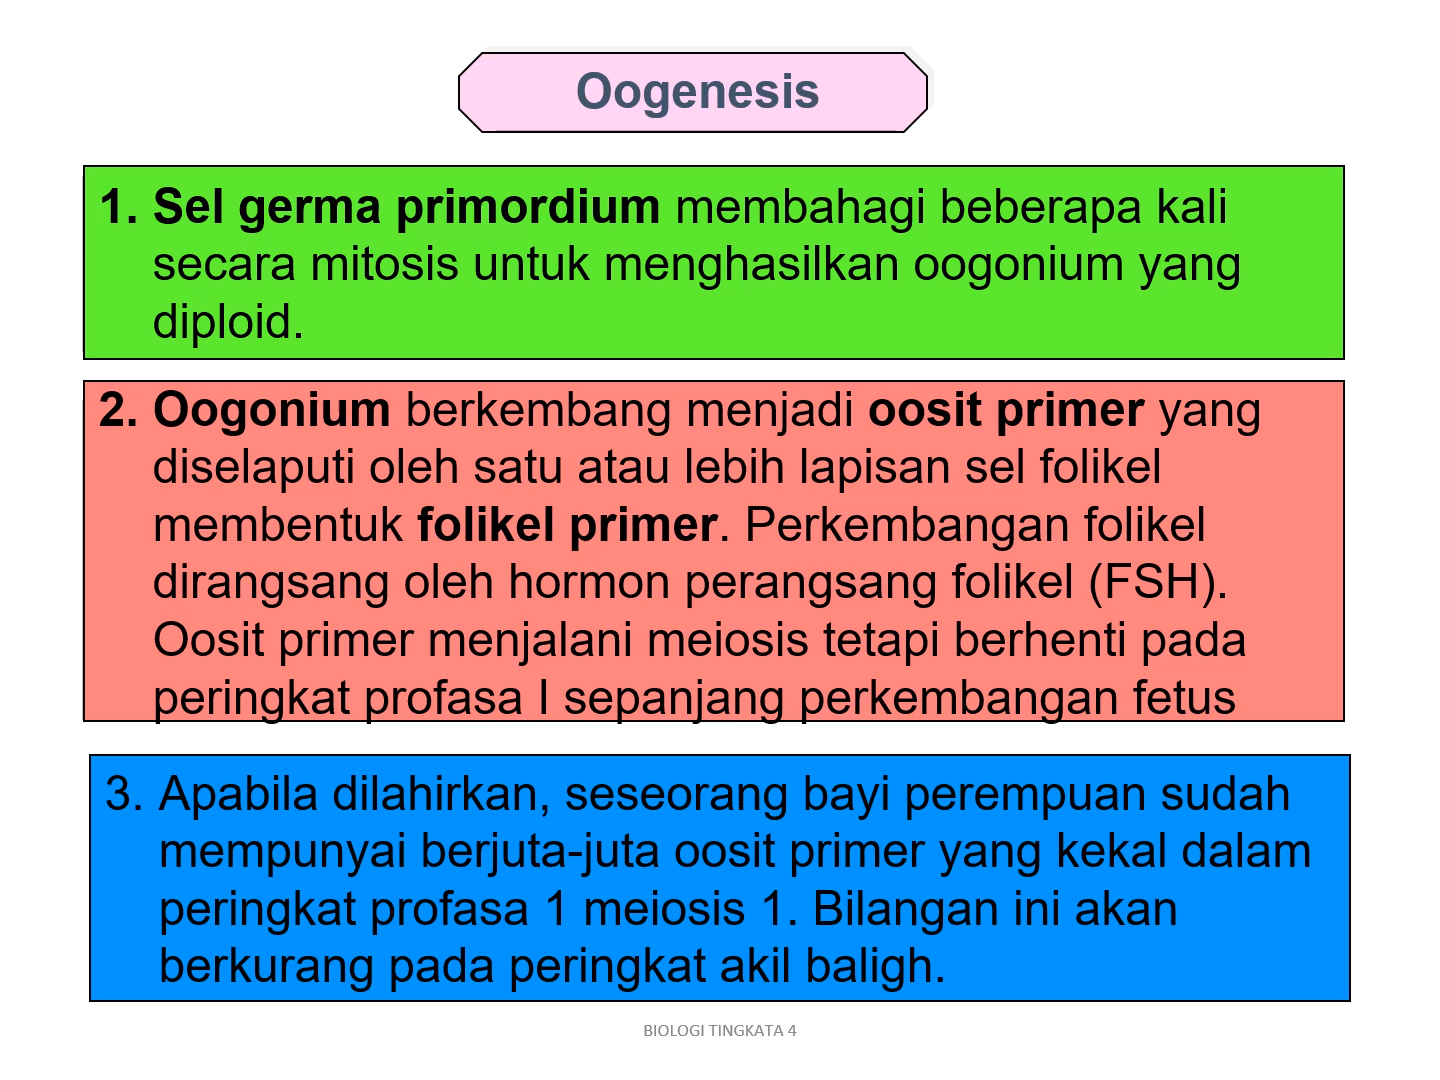 Oogenesis
1. Sel germa primordium membahagi beberapa kali
secara mitosis untuk menghasilkan oogonium yang
diploid.
2. Oogonium berkembang menjadi oosit primer yang
diselaputi oleh satu atau lebih lapisan sel folikel
membentuk folikel primer. Perkembangan folikel
dirangsang oleh hormon perangsang folikel (FSH).
Oosit primer menjalani meiosis tetapi berhenti pada
peringkat profasa I sepanjang perkembangan fetus
3. Apabila dilahirkan, seseorang bayi perempuan sudah
mempunyai berjuta-juta oosit primer yang kekal dalam
peringkat profasa 1 meiosis 1. Bilangan ini akan
berkurang pada peringkat akil baligh.
BIOLOGI TINGKATA 4